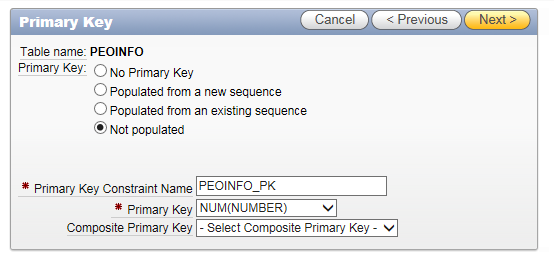 Primary Key
Cancel
< Previous
Next >
Table name: PEOINFO
Primary Key:
No Primary Key
Populated from a new sequence
Populated from an existing sequence
Not populated
* Primary Key Constraint Name PEOINFO_PK
* Primary Key NUM(NUMBER)
Composite Primary Key - Select Composite Primary Key -